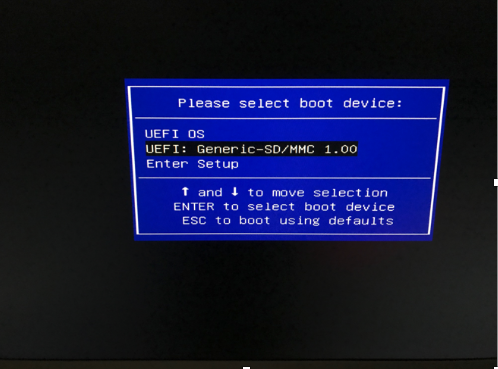 Please select boot device:
UEFI OS
UEFI: Generic-SD/MMC 1.00
Enter Setup
↑ and ↓ to move selection
ENTER to select boot device
ESC to boot using defaults